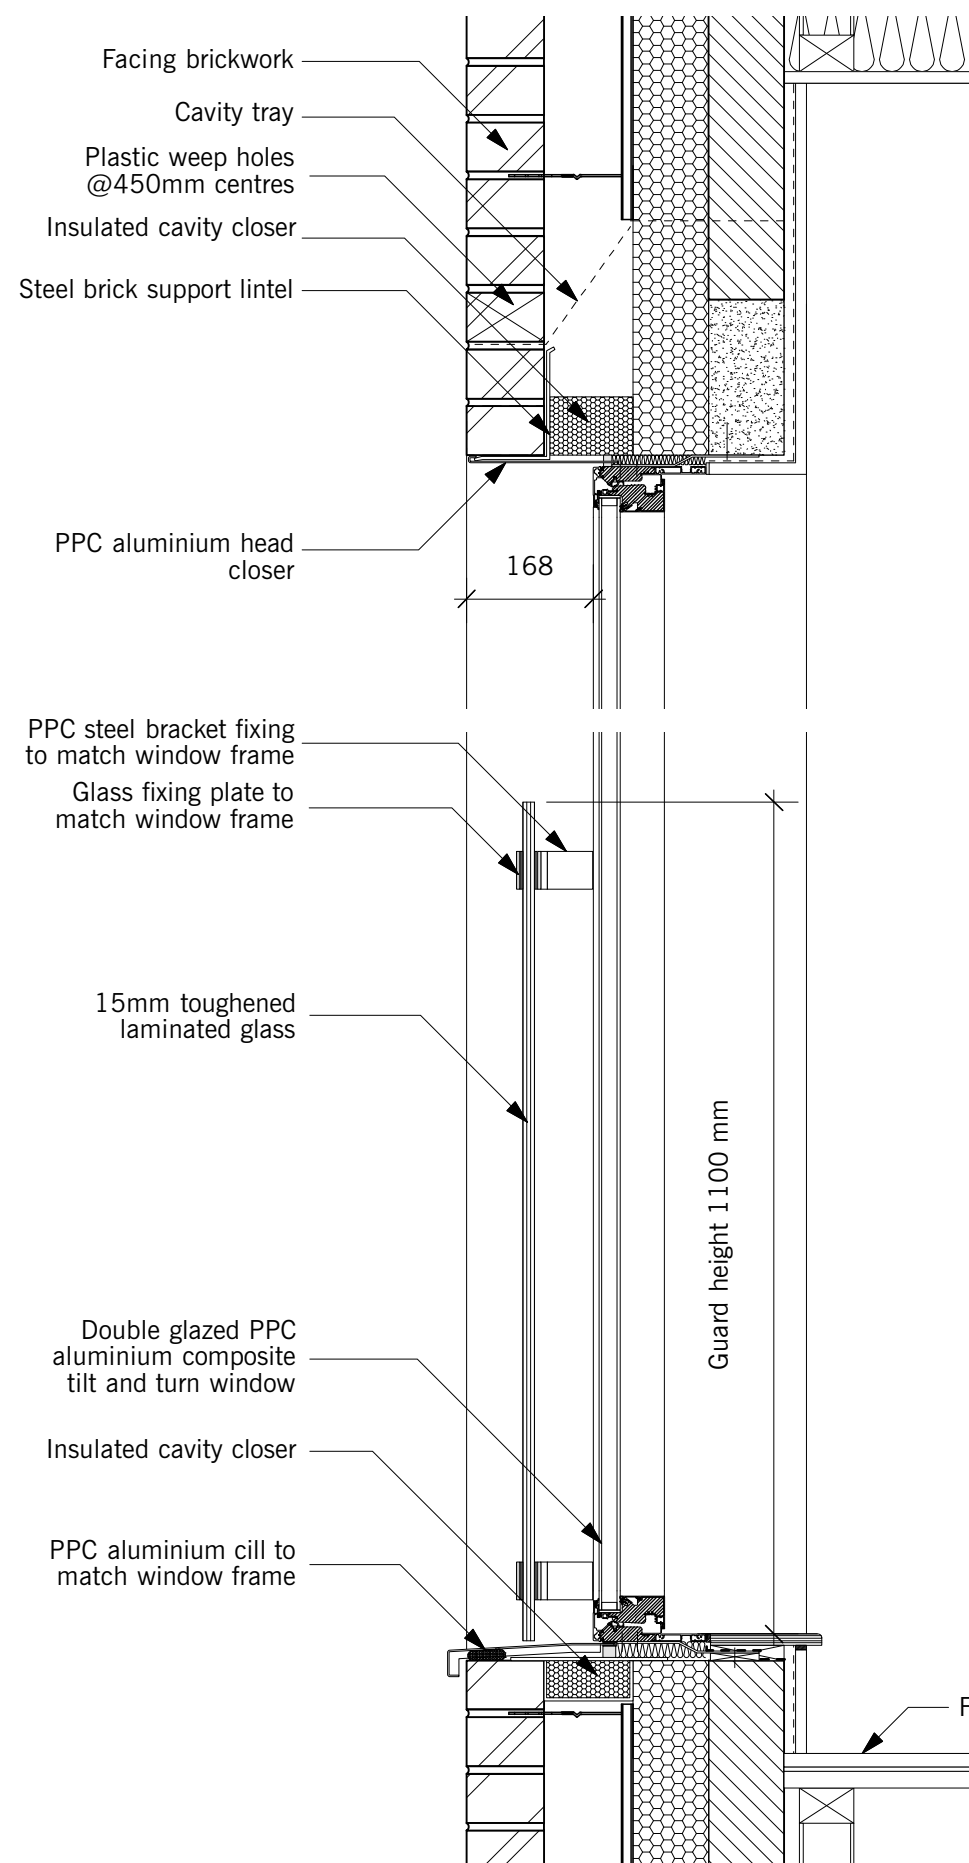 Facing brickwork
Cavity tray
Plastic weep holes
@450mm centres
Insulated cavity closer
Steel brick support lintel
PPC aluminium head
closer
168
PPC steel bracket fixing
to match window frame
Glass fixing plate to
match window frame
15mm toughened
laminated glass
Guard height 1100 mm
Double glazed PPC
aluminium composite
tilt and turn window
Insulated cavity closer
PPC aluminium cill to
match window frame
F